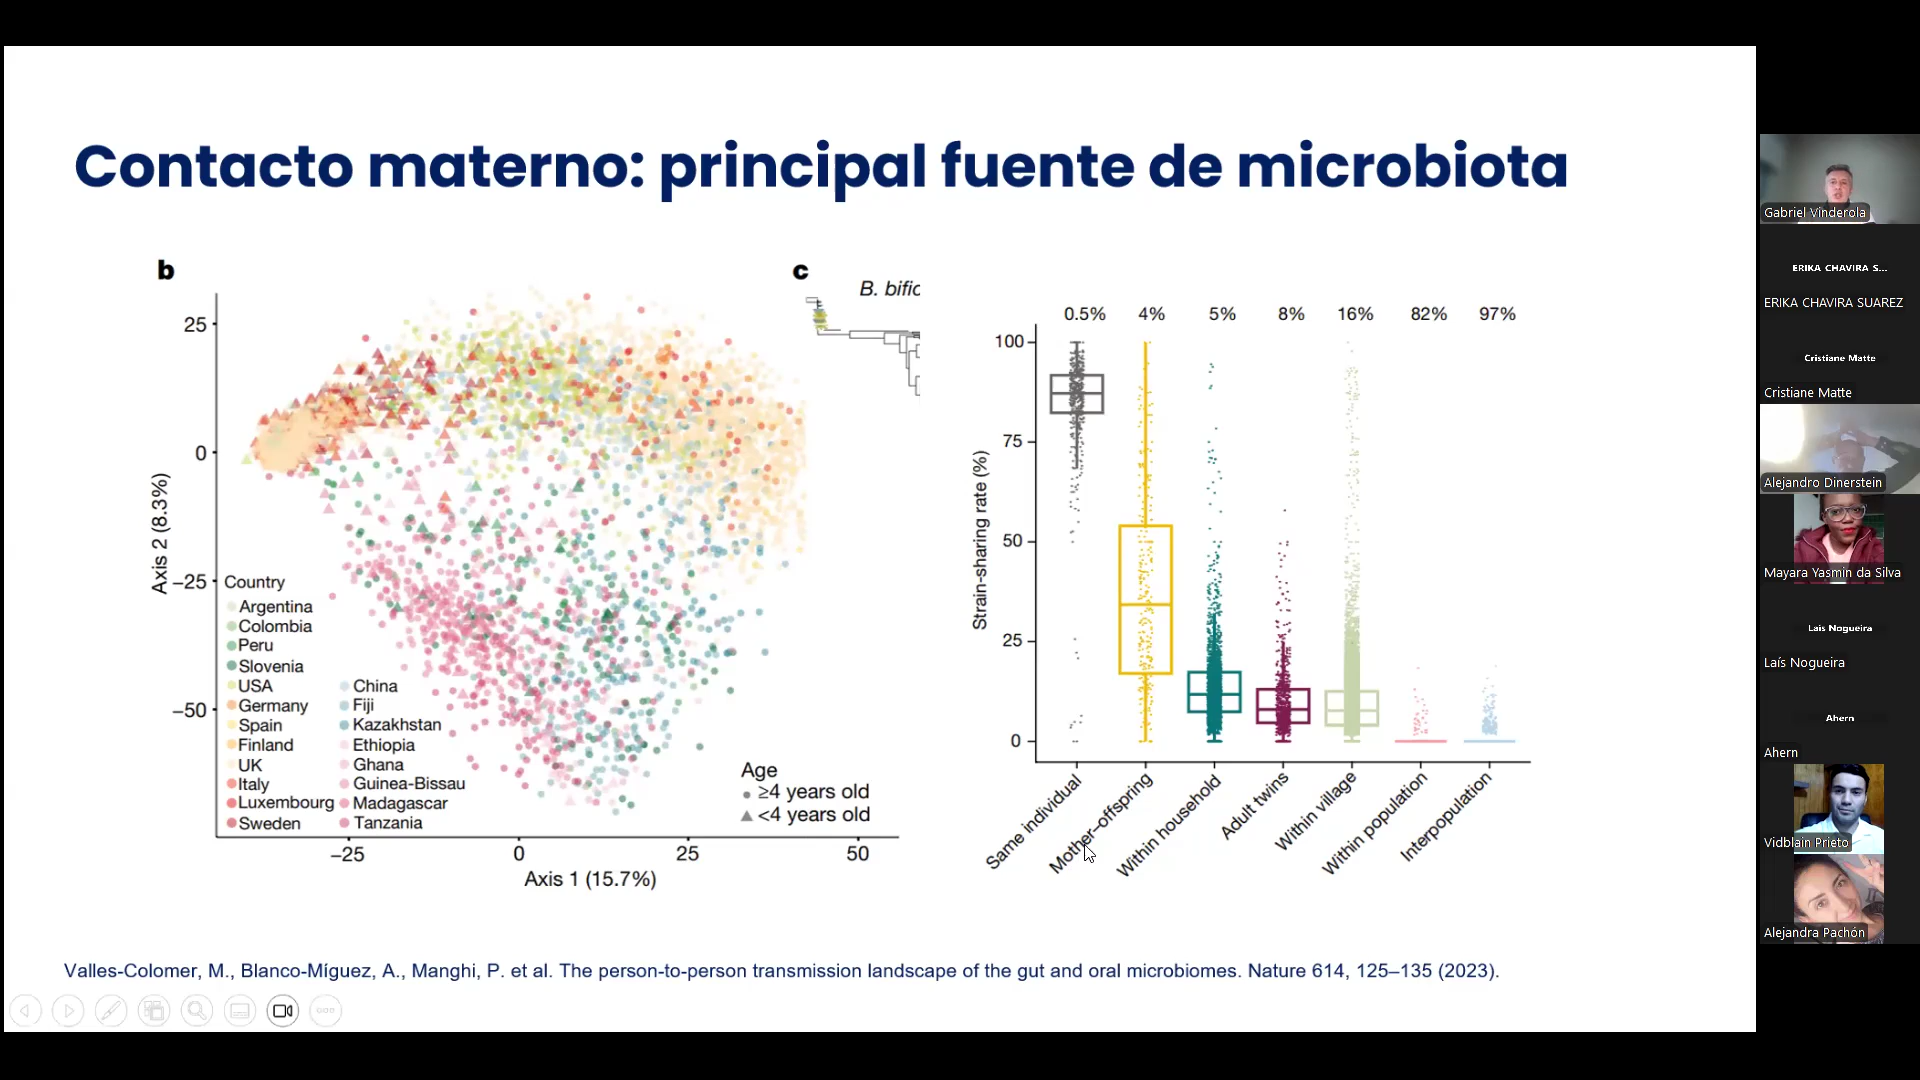 Contacto materno: principal fuente de microbiota
b
25
0
−25
−50
Axis 2 (8.3%)
Country
Argentina
Colombia
Peru
Slovenia
USA
Germany
Spain
Finland
UK
Italy
Luxembourg
Sweden
China
Fiji
Kazakhstan
Ethiopia
Ghana
Guinea-Bissau
Madagascar
Tanzania
Age
≥4 years old
<4 years old
−25
0
25
50
Axis 1 (15.7%)
c
B. bific
0.5% 4% 5% 8% 16% 82% 97%
100
75
50
25
0
Strain-sharing rate (%)
Same individual
Mother–offspring
Within household
Adult twins
Within village
Within population
Interpopulation
Valles-Colomer, M., Blanco-Míguez, A., Manghi, P. et al. The person-to-person transmission landscape of the gut and oral microbiomes. Nature 614, 125–135 (2023).
Gabriel Vinderola
ERIKA CHAVIRA S...
ERIKA CHAVIRA SUAREZ
Cristiane Matte
Cristiane Matte
Alejandro Dinerstein
Mayara Yasmin da Silva
Laís Nogueira
Laís Nogueira
Ahern
Ahern
Vidblain Prieto
Alejandra Pachón